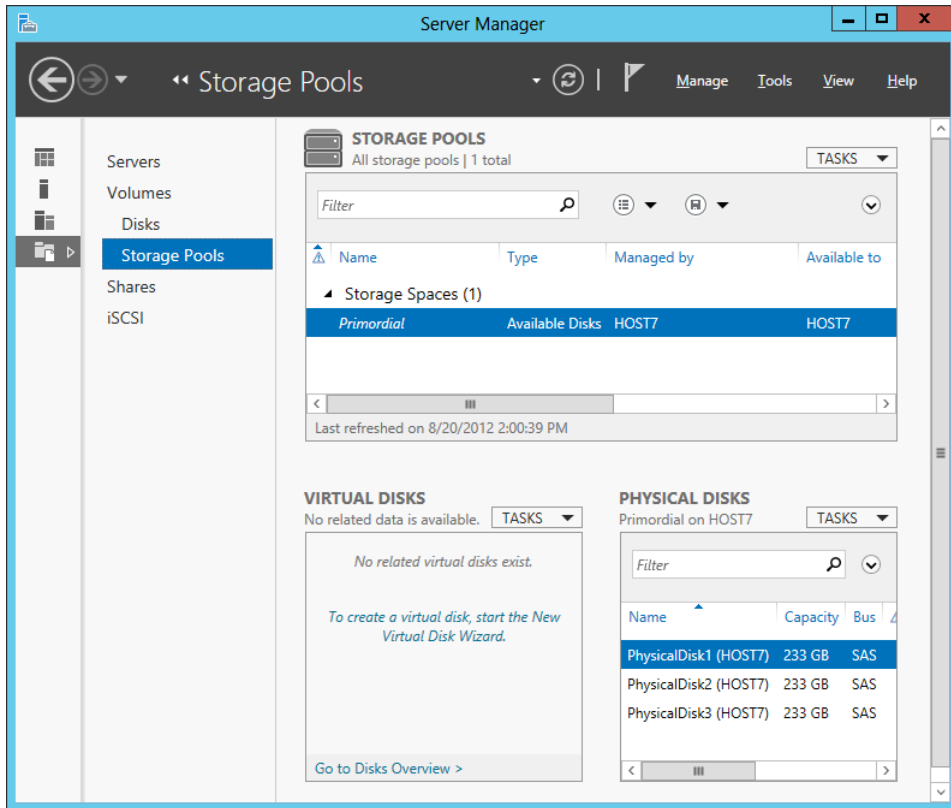 Server Manager
Storage Pools
Manage Tools View Help
Servers
Volumes
Disks
Storage Pools
Shares
iSCSI
STORAGE POOLS
All storage pools | 1 total
TASKS
Filter
Name Type Managed by Available to
Storage Spaces (1)
Primordial Available Disks HOST7 HOST7
Last refreshed on 8/20/2012 2:00:39 PM
VIRTUAL DISKS
No related data is available. TASKS
No related virtual disks exist.
To create a virtual disk, start the New
Virtual Disk Wizard.
Go to Disks Overview >
PHYSICAL DISKS
Primordial on HOST7 TASKS
Filter
Name Capacity Bus
PhysicalDisk1 (HOST7) 233 GB SAS
PhysicalDisk2 (HOST7) 233 GB SAS
PhysicalDisk3 (HOST7) 233 GB SAS